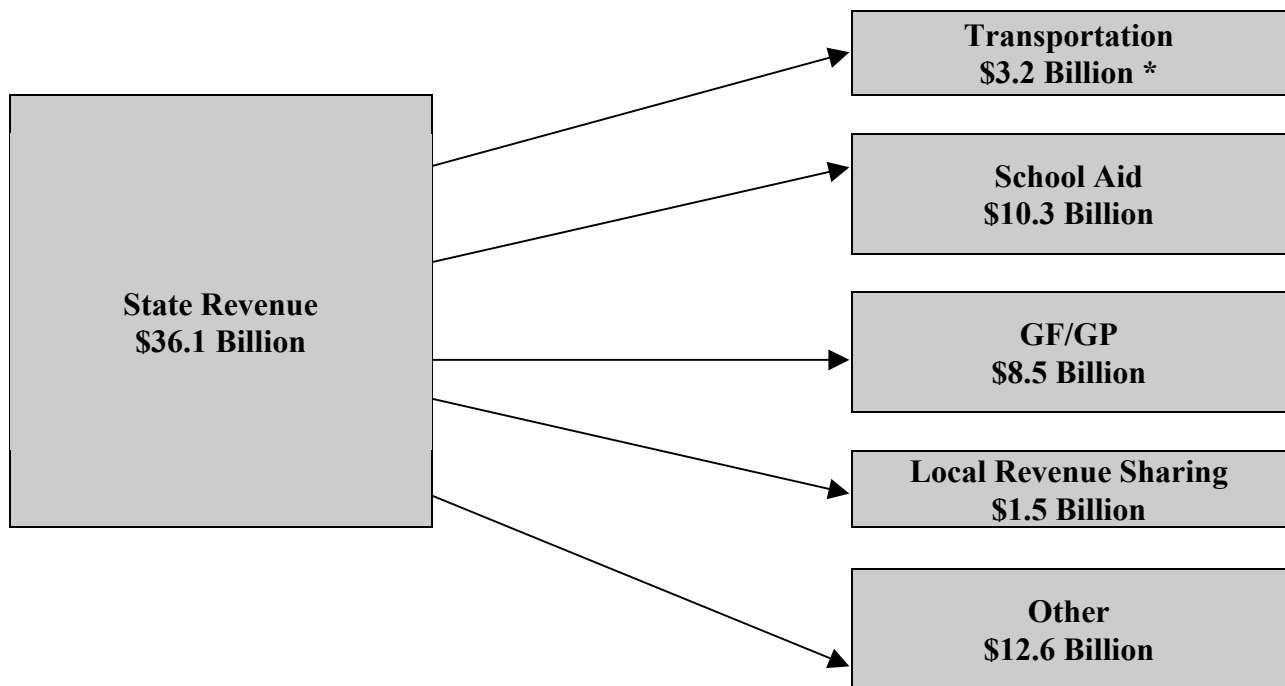 Transportation
$3.2 Billion *
School Aid
$10.3 Billion
State Revenue
$36.1 Billion
GF/GP
$8.5 Billion
Local Revenue Sharing
$1.5 Billion
Other
$12.6 Billion